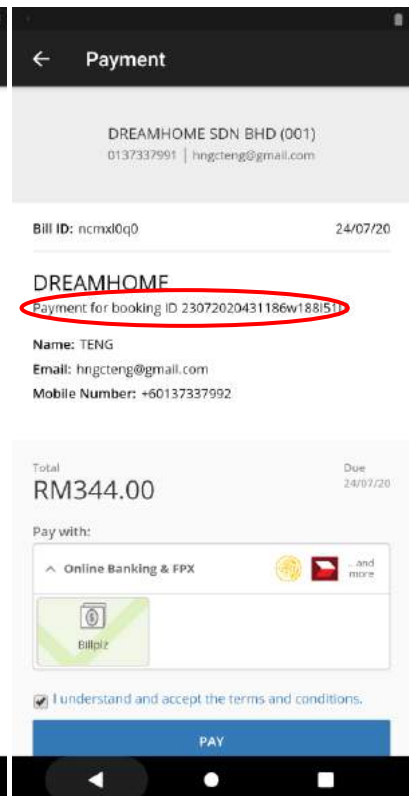 Payment
DREAMHOME SDN BHD (001)
0137337991 | hngcteng@gmail.com
Bill ID: ncmxl0q0 24/07/20
DREAMHOME
Payment for booking ID
Name: TENG
Email: hngcteng@gmail.com
Mobile Number: +60137337992
Total Due
RM344.00 24/07/20
Pay with:
Online Banking & FPX ... and more
Billplz
I understand and accept the terms and conditions.
PAY